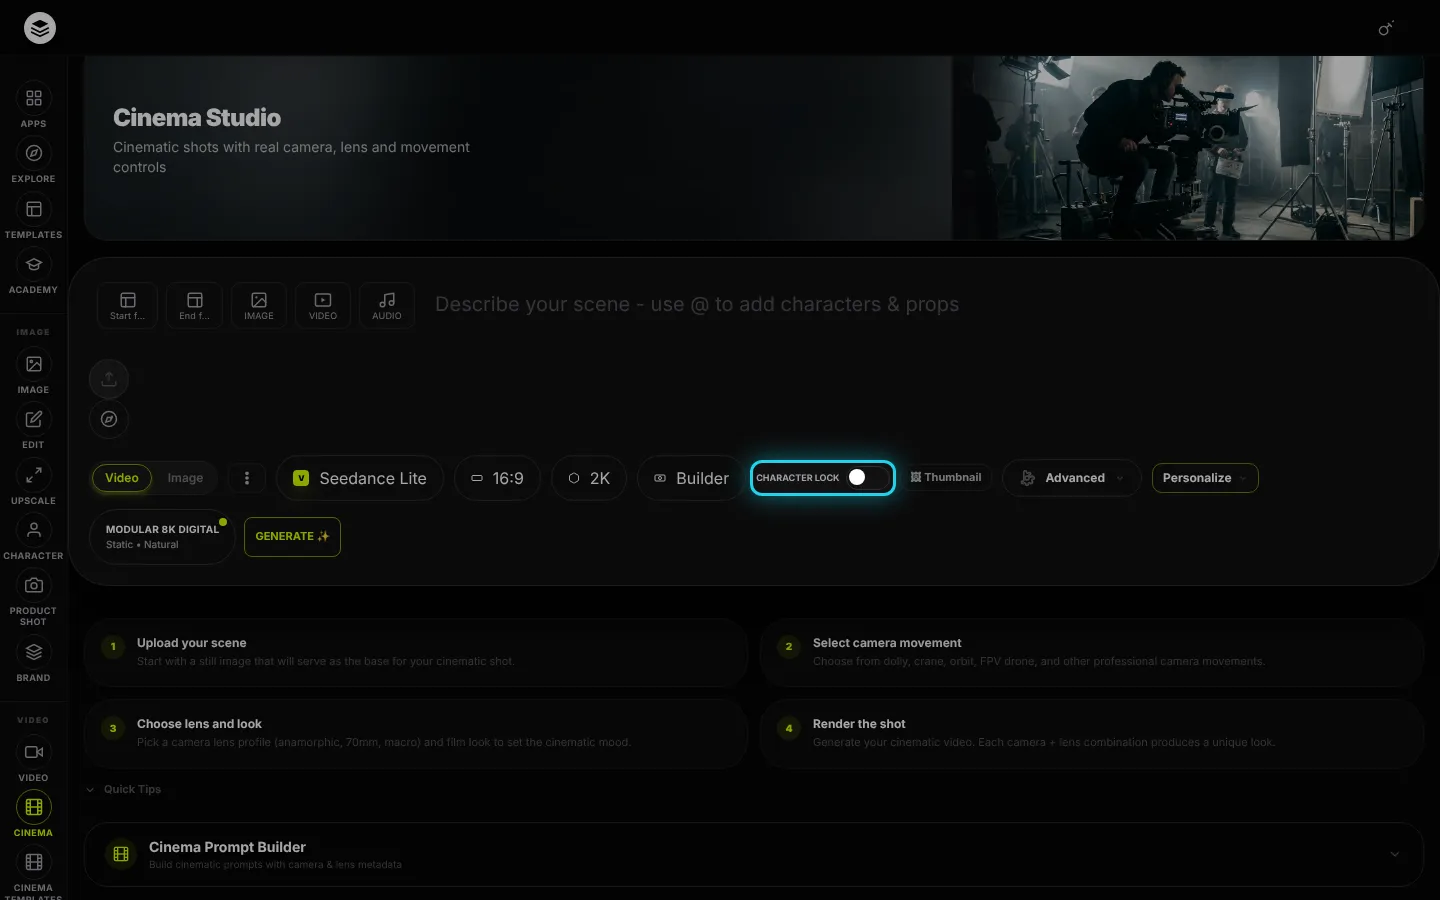 Cinema Studio
Cinematic shots with real camera, lens and movement
controls
APPS
EXPLORE
TEMPLATES
ACADEMY
IMAGE
IMAGE
EDIT
UPSCALE
CHARACTER
PRODUCT
SHOT
BRAND
VIDEO
VIDEO
CINEMA
CINEMA
TEMPLATES
Start f...
End f...
IMAGE
VIDEO
AUDIO
Describe your scene - use @ to add characters & props
Video
Image
V
Seedance Lite
16:9
2K
Builder
CHARACTER LOCK
Thumbnail
Advanced
Personalize
MODULAR 8K DIGITAL
Static • Natural
GENERATE ✨
1
Upload your scene
Start with a still image that will serve as the base for your cinematic shot.
2
Select camera movement
Choose from dolly, crane, orbit, FPV drone, and other professional camera movements.
3
Choose lens and look
Pick a camera lens profile (anamorphic, 70mm, macro) and film look to set the cinematic mood.
4
Render the shot
Generate your cinematic video. Each camera + lens combination produces a unique look.
Quick Tips
Cinema Prompt Builder
Build cinematic prompts with camera & lens metadata